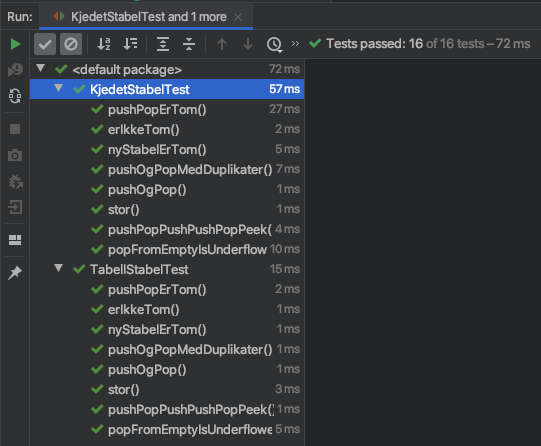 Run: KjedetStabelTest and 1 more ×
» Tests passed: 16 of 16 tests – 72 ms
<default package> 72 ms
KjedetStabelTest 57 ms
pushPopErTom() 27 ms
erIkkeTom() 2 ms
nyStabelErTom() 5 ms
pushOgPopMedDuplikater() 7 ms
pushOgPop() 1 ms
stor() 1 ms
pushPopPushPushPopPeek( 4 ms
popFromEmptyIsUnderflow 10 ms
TabellStabelTest 15 ms
pushPopErTom() 2 ms
erIkkeTom() 1 ms
nyStabelErTom() 1 ms
pushOgPopMedDuplikater() 1 ms
pushOgPop() 1 ms
stor() 3 ms
pushPopPushPushPopPeek() 1 ms
popFromEmptyIsUnderflowe 5 ms